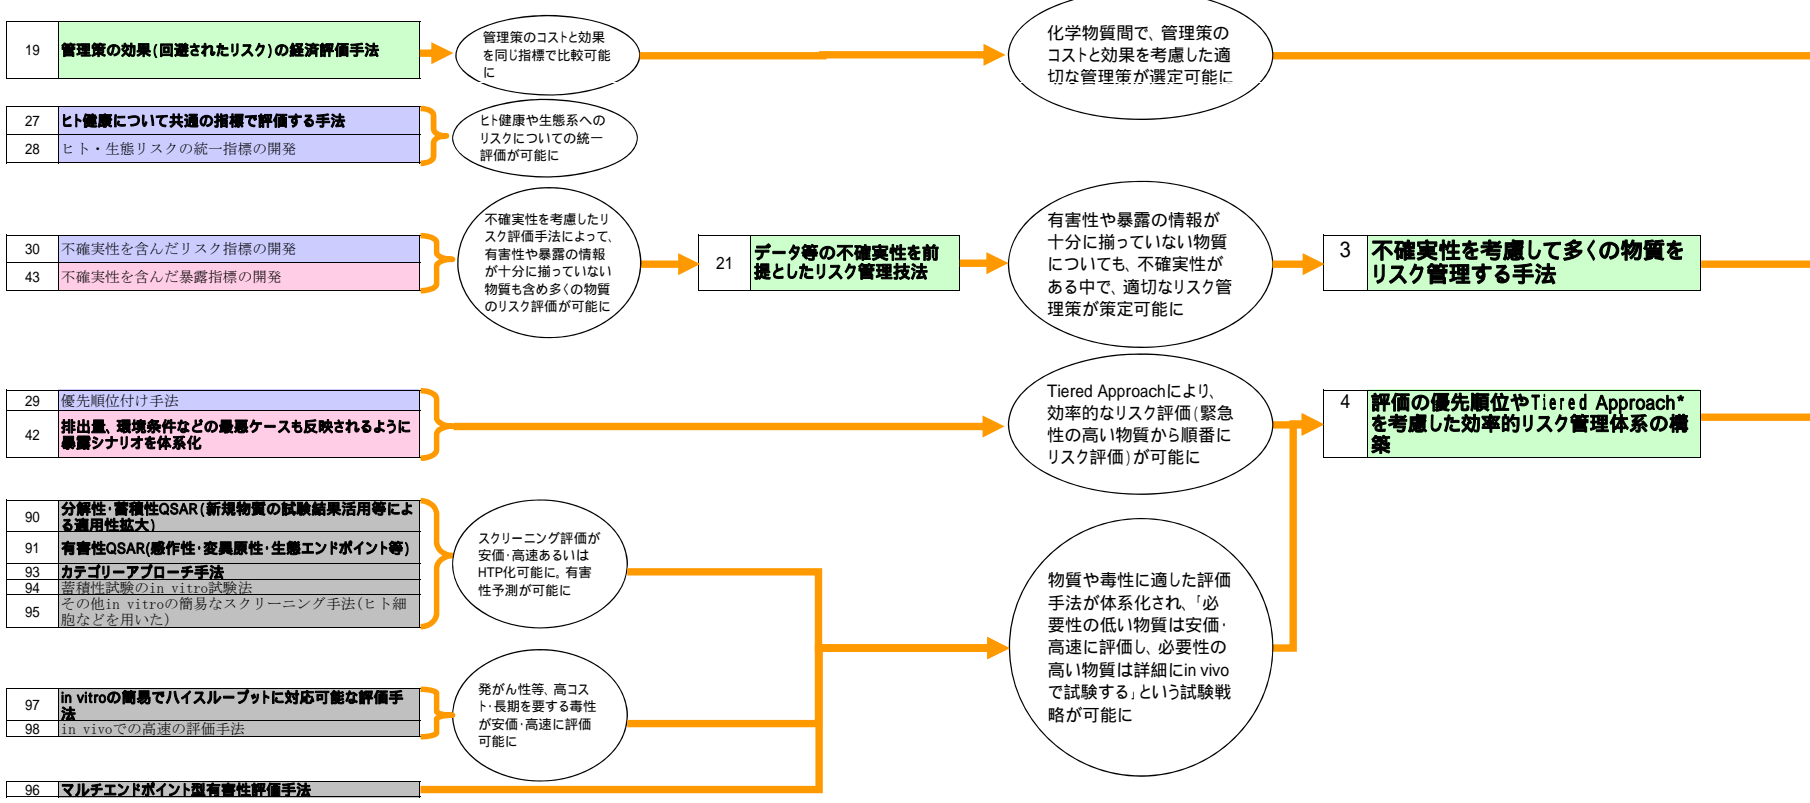 19 管理策の効果(回避されたリスク)の経済評価手法
管理策のコストと効果
を同じ指標で比較可能
に
化学物質間で、管理策の
コストと効果を考慮した適
切な管理策が選定可能に
27 ヒト健康について共通の指標で評価する手法
28 ヒト・生態リスクの統一指標の開発
ヒト健康や生態系への
リスクについての統一
評価が可能に
30 不確実性を含んだリスク指標の開発
43 不確実性を含んだ暴露指標の開発
不確実性を考慮したリ
スク評価手法によって、
有害性や暴露の情報
が十分に揃っていない
物質も含め多くの物質
のリスク評価が可能に
21 データ等の不確実性を前
提としたリスク管理技法
有害性や暴露の情報が
十分に揃っていない物質
についても、不確実性が
ある中で、適切なリスク管
理策が策定可能に
3 不確実性を考慮して多くの物質を
リスク管理する手法
29 優先順位付け手法
42 排出量、環境条件などの最悪ケースも反映されるように
暴露シナリオを体系化
Tiered Approachにより、
効率的なリスク評価(緊急
性の高い物質から順番に
リスク評価)が可能に
4 評価の優先順位やTiered Approach*
を考慮した効率的リスク管理体系の構
築
90 分解性・蓄積性QSAR(新規物質の試験結果活用等によ
る適用性拡大)
91 有害性QSAR(感作性・変異原性・生態エンドポイント等)
93 カテゴリーアプローチ手法
94 蓄積性試験のin vitro試験法
95 その他in vitroの簡易なスクリーニング手法(ヒト細
胞などを用いた)
スクリーニング評価が
安価・高速あるいは
HTP化可能に。有害
性予測が可能に
97 in vitroの簡易でハイスループットに対応可能な評価手
法
98 in vivoでの高速の評価手法
発がん性等、高コス
ト・長期を要する毒性
が安価・高速に評価
可能に
96 マルチエンドポイント型有害性評価手法
物質や毒性に適した評価
手法が体系化され、「必
要性の低い物質は安価・
高速に評価し、必要性の
高い物質は詳細にin vivo
で試験する」という試験戦
略が可能に